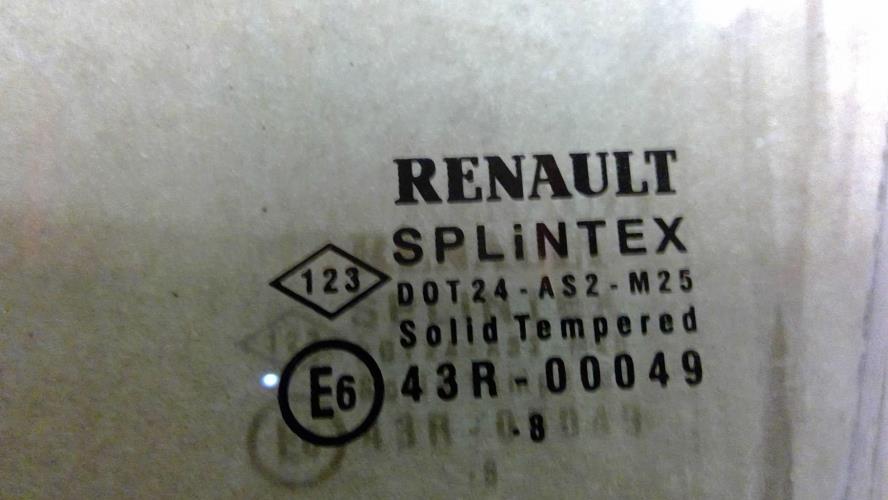 RENAULT
SPLiNTEX
123
DOT24-AS2-M25
Solid Tempered
E6 43R-00049
.8